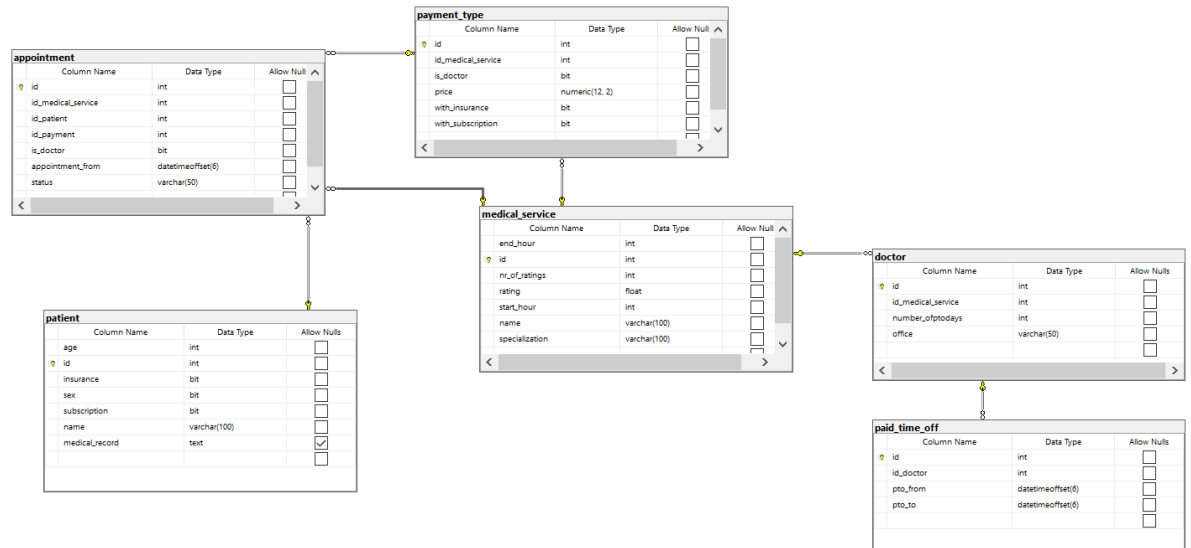 payment_type
Column Name Data Type Allow Null
id int
id_medical_service int
is_doctor bit
price numeric(12, 2)
with_insurance bit
with_subscription bit
appointment
Column Name Data Type Allow Null
id int
id_medical_service int
id_patient int
id_payment int
is_doctor bit
appointment_from datetimeoffset(6)
status varchar(50)
medical_service
Column Name Data Type Allow Null
end_hour int
id int
nr_of_ratings int
rating float
start_hour int
name varchar(100)
specialization varchar(100)
doctor
Column Name Data Type Allow Nulls
id int
id_medical_service int
number_ofptodays int
office varchar(50)
patient
Column Name Data Type Allow Nulls
age int
id int
insurance bit
sex bit
subscription bit
name varchar(100)
medical_record text
paid_time_off
Column Name Data Type Allow Nulls
id int
id_doctor int
pto_from datetimeoffset(6)
pto_to datetimeoffset(6)